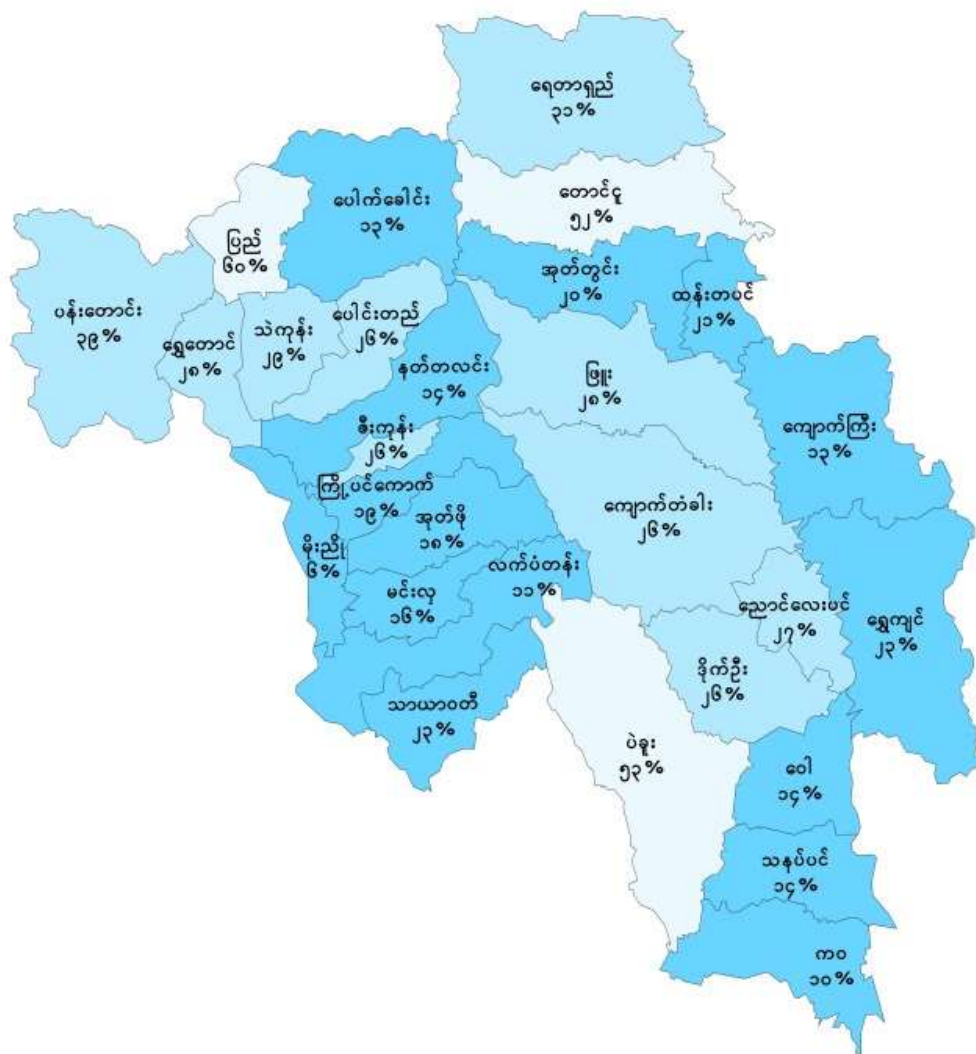 ရေတာရှည်
၃၁%
တောင်ငူ
၅၂%
ပေါက်ခေါင်း
၁၃%
ပြည်
၆၀%
အုတ်တွင်း
၂၀%
ထန်းတပင်
၂၁%
ပန်းတောင်း
၃၉%
ရွှေတောင်
၂၈%
သဲကုန်း
၂၉%
ပေါင်းတည်
၂၆%
နတ်တလင်း
၁၄%
ဖြူး
၂၈%
ကျောက်ကြီး
၁၃%
ဇီးကုန်း
၂၆%
ကြို့ပင်ကောက်
၁၉%
ကျောက်တံခါး
၂၆%
အုတ်ဖို
၁၈%
မိုးညို
၆%
လက်ပံတန်း
၁၁%
မင်းလှ
၁၆%
ညောင်လေးပင်
၂၇%
ရွှေကျင်
၂၃%
ဒိုက်ဦး
၂၆%
သာယာဝတီ
၂၃%
ပဲခူး
၅၃%
ဝေါ
၁၄%
သနပ်ပင်
၁၄%
ကဝ
၁၀%